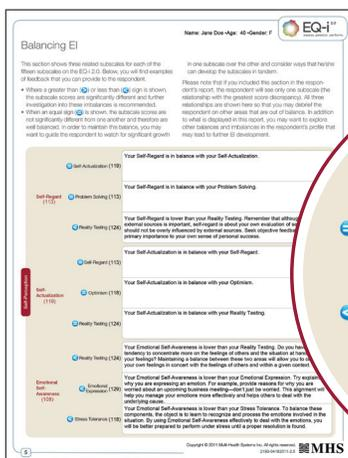 Name: Jane Doe •Age: 40 •Gender: F
EQ-i 2.0
Balancing EI
This section shows three related subscales for each of the
fifteen subscales on the EQ-i 2.0. Below, you will find examples
of feedback that you can provide to the respondent.
• Where a greater than (>) or less than (<) sign is shown,
the subscale scores are significantly different and further
investigation into these imbalances is recommended.
• When an equal sign (=) is shown, the subscale scores are
not significantly different from one another and therefore are
well balanced. In order to maintain this balance, you may
want to guide the respondent to watch for significant growth
in one subscale over the other and consider ways that he/she
can develop the subscales in tandem.
Please note that if you included this section in the respon-
dent's report, the respondent will see only one subscale (the
relationship with the greatest score discrepancy). All three
relationships are shown here so that you may debrief the
respondent on other areas that are out of balance. In addition
to what is displayed in this report, you may want to explore
other balances and imbalances in the respondent's profile that
may lead to further EI development.
Self-Perception
Self-Regard
(113)
= Self-Actualization (119)
Your Self-Regard is in balance with your Self-Actualization.
= Problem Solving (113)
Your Self-Regard is in balance with your Problem Solving.
< Reality Testing (124)
Your Self-Regard is lower than your Reality Testing. Remember that althou
external sources is important, self-regard is about your own evaluation of se
should not be overly influenced by external sources. Seek objective feedbac
primary importance to your own sense of personal success.
Self-
Actualization
(119)
= Self-Regard (113)
Your Self-Actualization is in balance with your Self-Regard.
= Optimism (118)
Your Self-Actualization is in balance with your Optimism.
= Reality Testing (124)
Your Self-Actualization is in balance with your Reality Testing.
Emotional
Self-
Awareness
< Reality Testing (124)
Your Emotional Self-Awareness is lower than your Reality Testing. Do you hav
tendency to concentrate more on the feelings of others and the situation at han
your feelings? Maintaining a balance between these two areas will allow you to
your own feelings in concert with the feelings of others and within a given contex
< Emotional
Expression (129)
Your Emotional Self-Awareness is lower than your Emotional Expression. Try explain
why you are expressing an emotion. For example, provide reasons for why you are
worried about an upcoming business meeting—don't just be worried. This alignment will
help you manage your emotions more effectively and helps others to deal with the
underlying cause.
< Stress Tolerance (118)
Your Emotional Self-Awareness is lower than your Stress Tolerance. To balance these
components, the object is to learn to recognize and process the emotions involved in the
situation. By using Emotional Self-Awareness effectively to deal with the emotions, you
will be better prepared to perform under stress until a proper resolution is found.
=
<
5
Copyright © 2011 Multi-Health Systems Inc. All rights reserved.
MHS